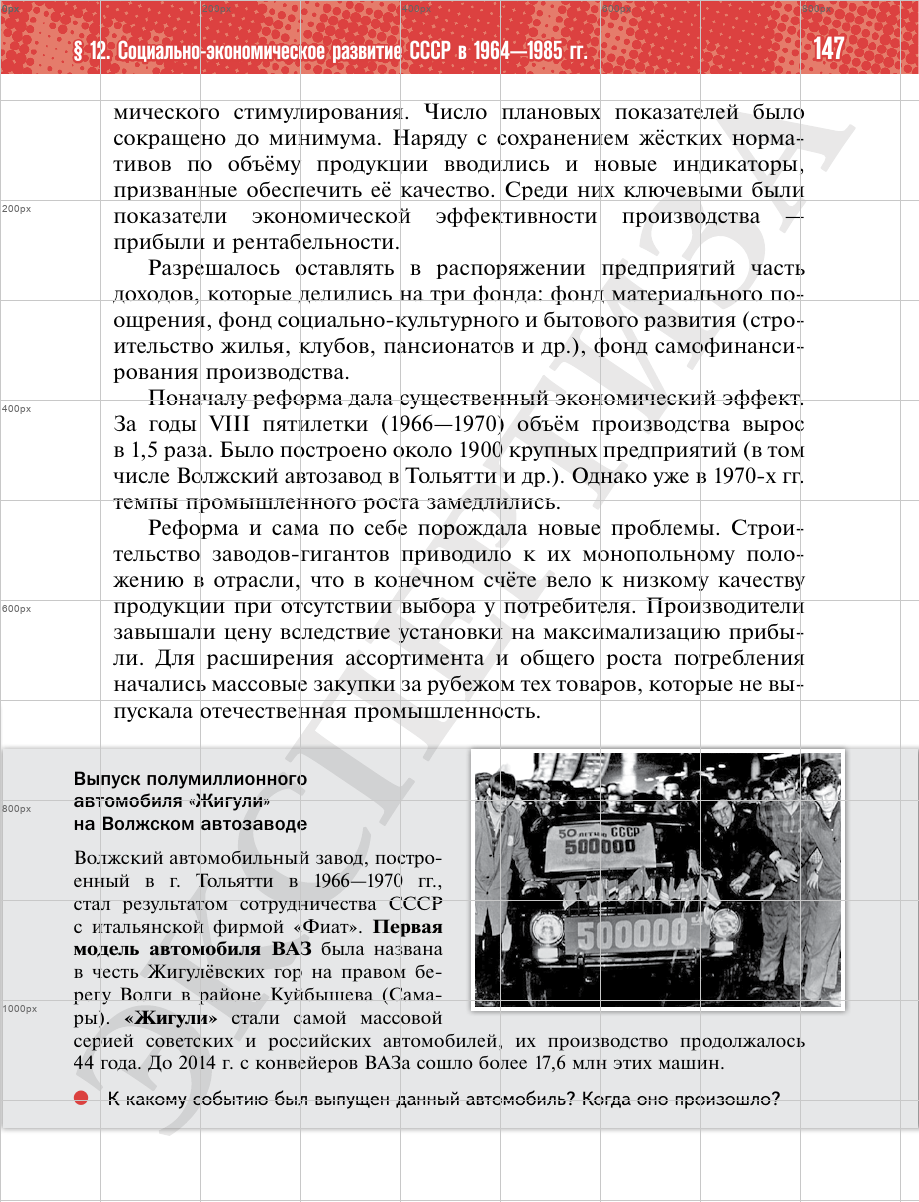 § 12. Социально-экономическое развитие СССР в 1964—1985 гг.
147
мического стимулирования. Число плановых показателей было
сокращено до минимума. Наряду с сохранением жёстких норма-
тивов по объёму продукции вводились и новые индикаторы,
призванные обеспечить её качество. Среди них ключевыми были
показатели экономической эффективности производства —
прибыли и рентабельности.
Разрешалось оставлять в распоряжении предприятий часть
доходов, которые делились на три фонда: фонд материального по-
ощрения, фонд социально-культурного и бытового развития (стро-
ительство жилья, клубов, пансионатов и др.), фонд самофинанси-
рования производства.
Поначалу реформа дала существенный экономический эффект.
За годы VIII пятилетки (1966—1970) объём производства вырос
в 1,5 раза. Было построено около 1900 крупных предприятий (в том
числе Волжский автозавод в Тольятти и др.). Однако уже в 1970-х гг.
темпы промышленного роста замедлились.
Реформа и сама по себе порождала новые проблемы. Строи-
тельство заводов-гигантов приводило к их монопольному поло-
жению в отрасли, что в конечном счёте вело к низкому качеству
продукции при отсутствии выбора у потребителя. Производители
завышали цену вследствие установки на максимализацию прибы-
ли. Для расширения ассортимента и общего роста потребления
начались массовые закупки за рубежом тех товаров, которые не вы-
пускала отечественная промышленность.
Выпуск полумиллионного
автомобиля «Жигули»
на Волжском автозаводе
Волжский автомобильный завод, постро-
енный в г. Тольятти в 1966—1970 гг.,
стал результатом сотрудничества СССР
с итальянской фирмой «Фиат». Первая
модель автомобиля ВАЗ была названа
в честь Жигулёвских гор на правом бе-
регу Волги в районе Куйбышева (Сама-
ры). «Жигули» стали самой массовой
серией советских и российских автомобилей, их производство продолжалось
44 года. До 2014 г. с конвейеров ВАЗа сошло более 17,6 млн этих машин.
50 летию СССР
500000
500000
К какому событию был выпущен данный автомобиль? Когда оно произошло?
ЭКСПЕРТИЗА
200px
400px
600px
800px
1000px